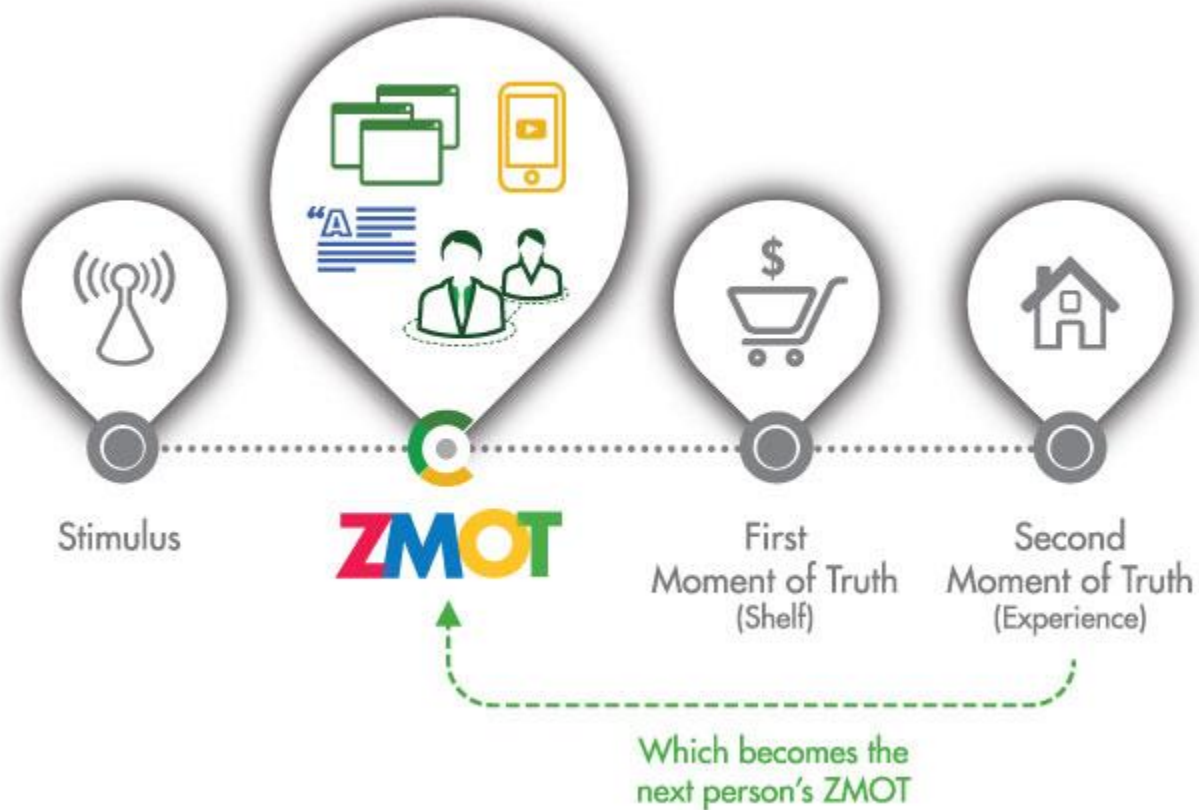 “A
$
Stimulus
ZMOT
First
Moment of Truth
(Shelf)
Second
Moment of Truth
(Experience)
Which becomes the
next person's ZMOT